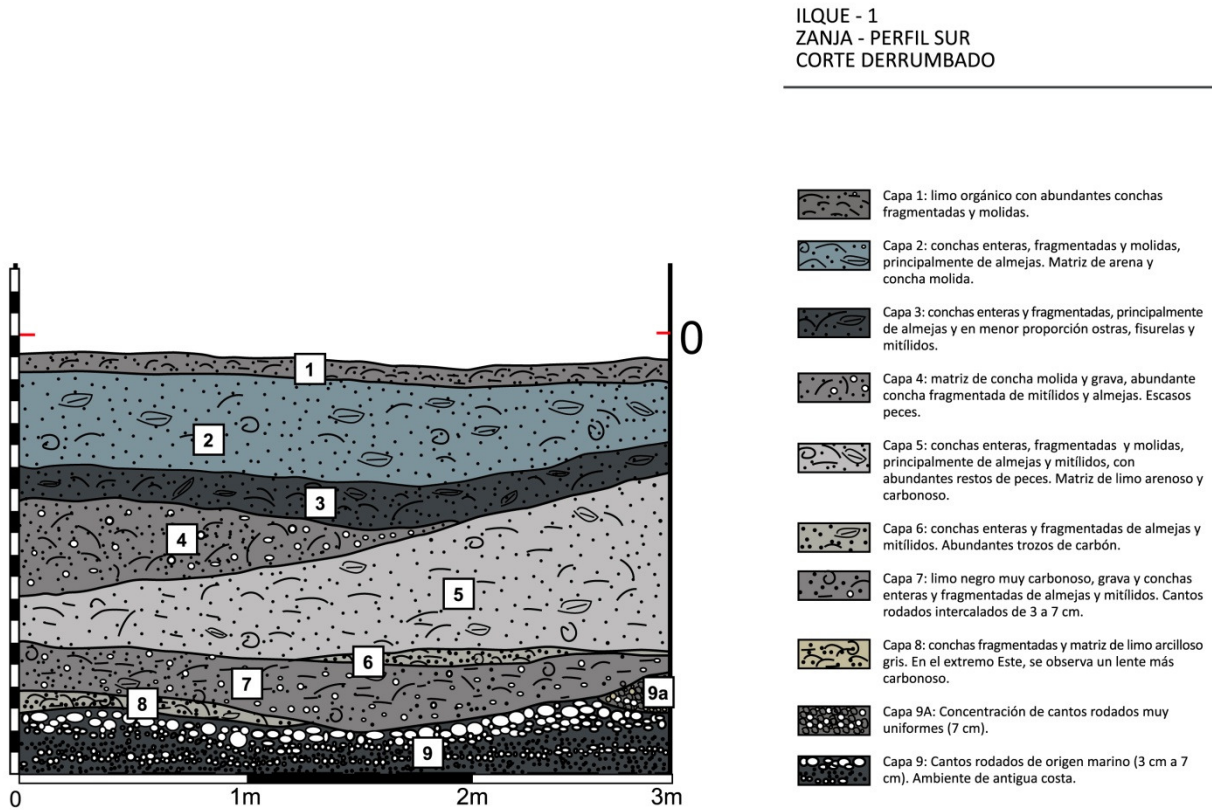 ILQUE - 1
ZANJA - PERFIL SUR
CORTE DERRUMBADO
Capa 1: limo orgánico con abundantes conchas
fragmentadas y molidas.
Capa 2: conchas enteras, fragmentadas y molidas,
principalmente de almejas. Matriz de arena y
concha molida.
Capa 3: conchas enteras y fragmentadas, principalmente
de almejas y en menor proporción ostras, fisurelas y
mitílidos.
Capa 4: matriz de concha molida y grava, abundante
concha fragmentada de mitílidos y almejas. Escasos
peces.
Capa 5: conchas enteras, fragmentadas y molidas,
principalmente de almejas y mitílidos, con
abundantes restos de peces. Matriz de limo arenoso y
carbonoso.
Capa 6: conchas enteras y fragmentadas de almejas y
mitílidos. Abundantes trozos de carbón.
Capa 7: limo negro muy carbonoso, grava y conchas
enteras y fragmentadas de almejas y mitílidos. Cantos
rodados intercalados de 3 a 7 cm.
Capa 8: conchas fragmentadas y matriz de limo arcilloso
gris. En el extremo Este, se observa un lente más
carbonoso.
Capa 9A: Concentración de cantos rodados muy
uniformes (7 cm).
Capa 9: Cantos rodados de origen marino (3 cm a 7
cm). Ambiente de antigua costa.
0
1
2
3
4
5
6
7
8
9a
9
0
1m
2m
3m